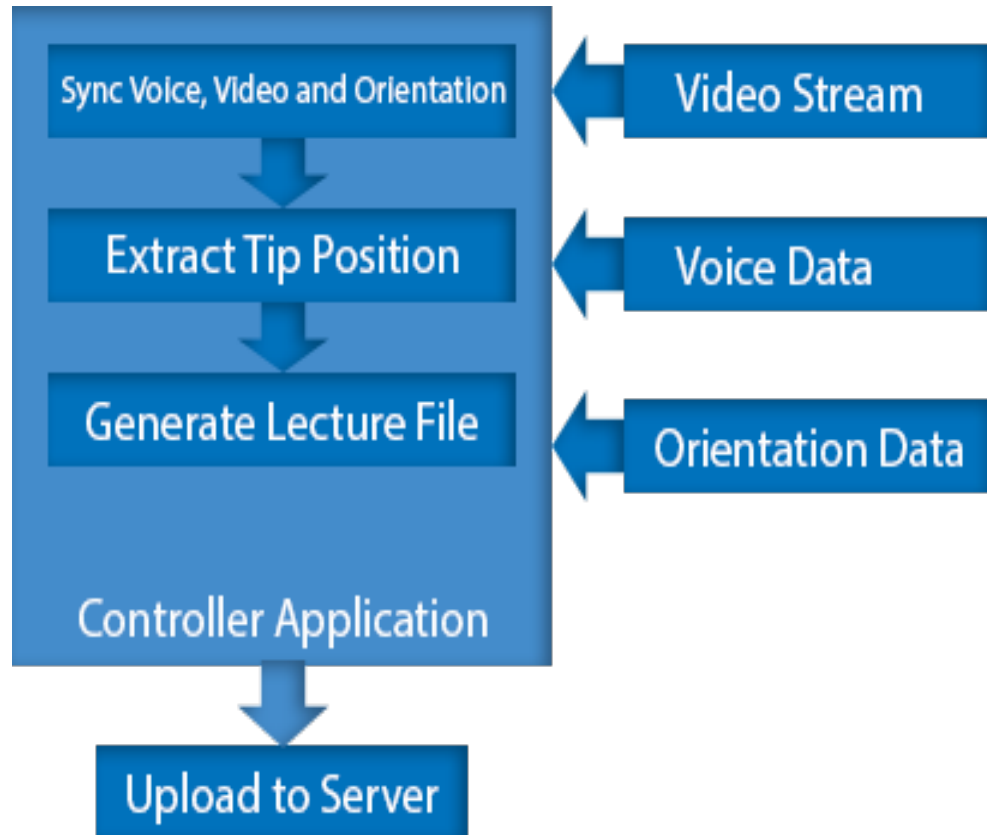 Sync Voice, Video and Orientation
Video Stream
Extract Tip Position
Voice Data
Generate Lecture File
Orientation Data
Controller Application
Upload to Server